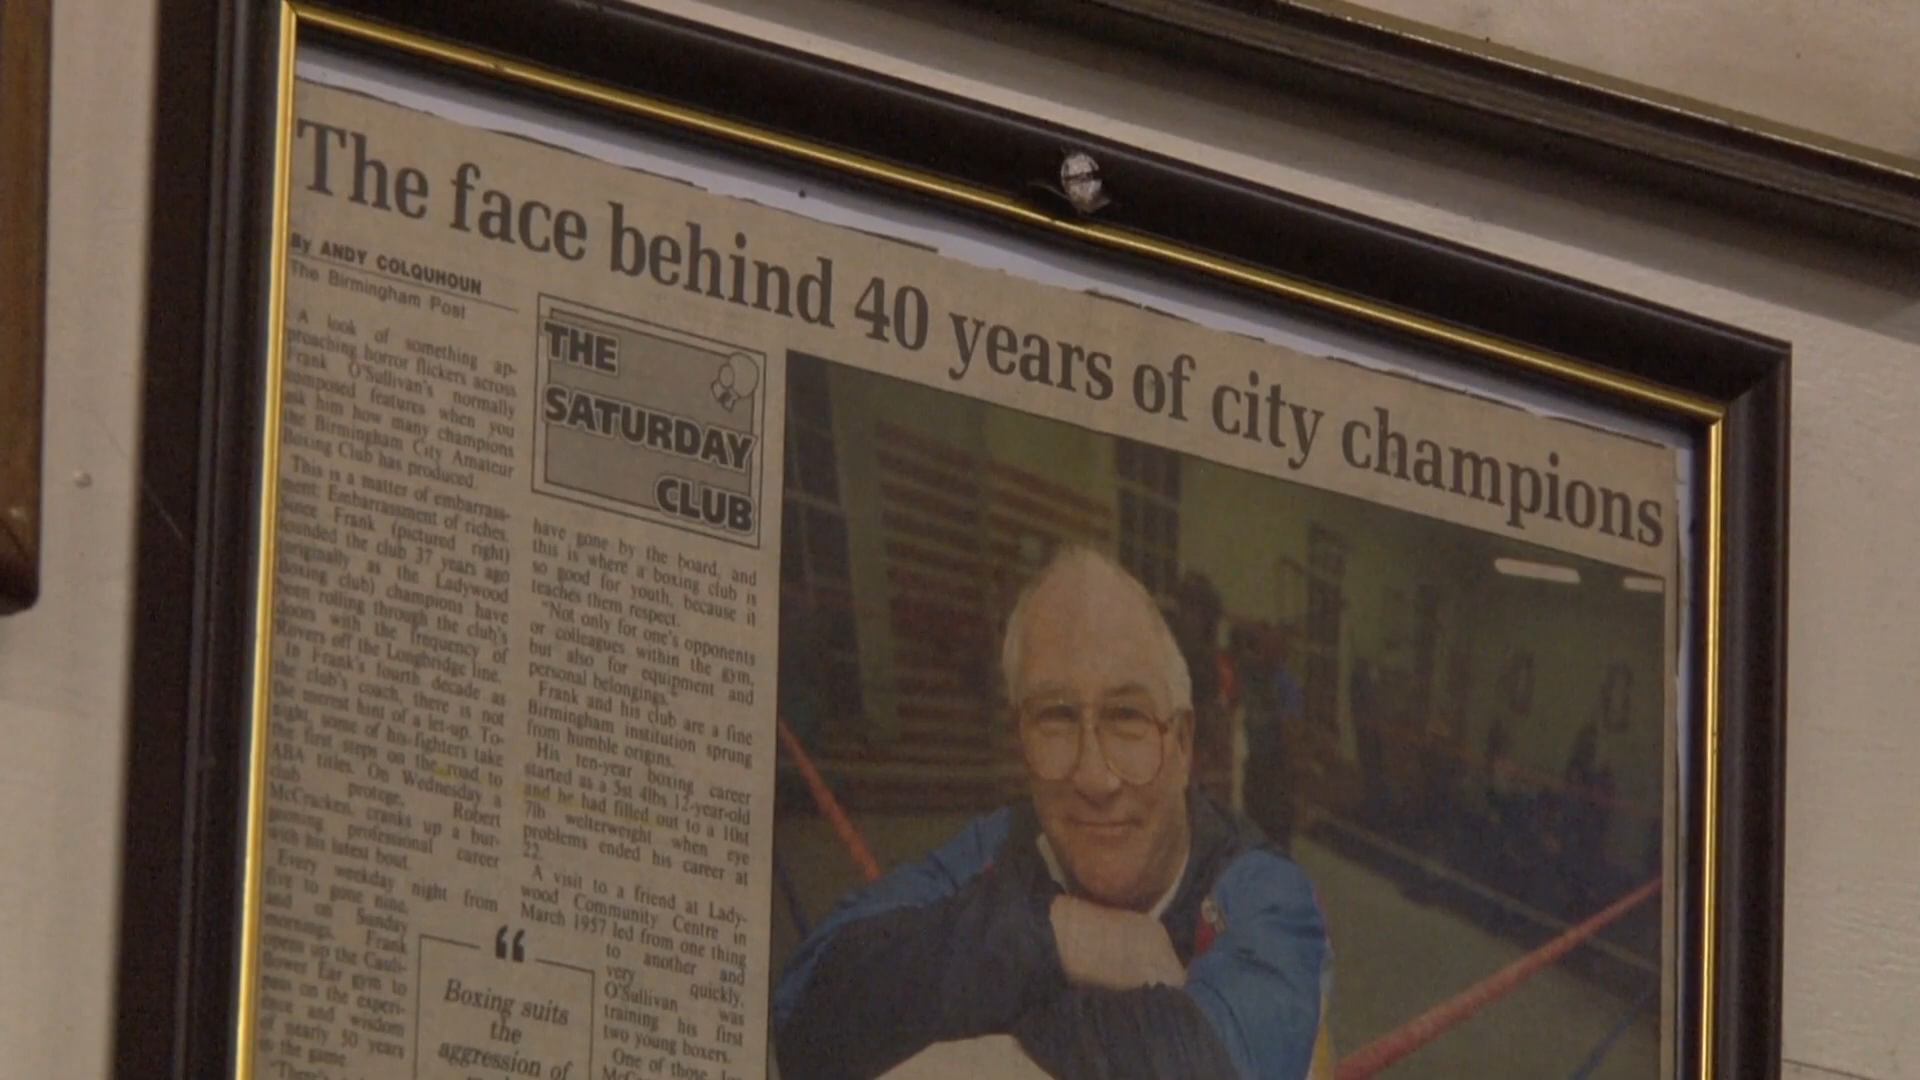 The face behind 40 years of city champions
By ANDY COLQUHOUN
The Birmingham Post
A look of something ap-
proaching horror flickers across
Frank O'Sullivan's normally
composed features when you
ask him how many champions
the Birmingham City Amateur
Boxing Club has produced.
This is a matter of embarrass-
ment: Embarrassment of riches.
Since Frank (pictured right)
founded the club 37 years ago
(originally as the Ladywood
Boxing club) champions have
been rolling through the club's
doors with the frequency of
Rovers off the Longbridge line.
In Frank's fourth decade as
the club's coach, there is not
the merest hint of a let-up. To-
night, some of his fighters take
the first steps on the road to
ABA titles. On Wednesday a
club protege, Robert
McCracken, cranks up a bur-
geoning professional career
with his latest bout.
Every weekday night from
five to gone nine,
and on Sunday
mornings, Frank
opens up the Cauli-
flower Ear gym to
pass on the experi-
ence and wisdom
of nearly 50 years
in the game.
"There's
THE
SATURDAY
CLUB
have gone by the board, and
this is where a boxing club is
so good for youth, because it
teaches them respect.
"Not only for one's opponents
or colleagues within the gym,
but also for equipment and
personal belongings."
Frank and his club are a fine
Birmingham institution sprung
from humble origins.
His ten-year boxing career
started as a 5st 4lbs 12-year-old
and he had filled out to a 10st
7lb welterweight when eye
problems ended his career at
22.
A visit to a friend at Lady-
wood Community Centre in
March 1957 led from one thing
to another and
very quickly,
O'Sullivan was
training his first
two young boxers.
One of those
“
Boxing suits
the
aggression of